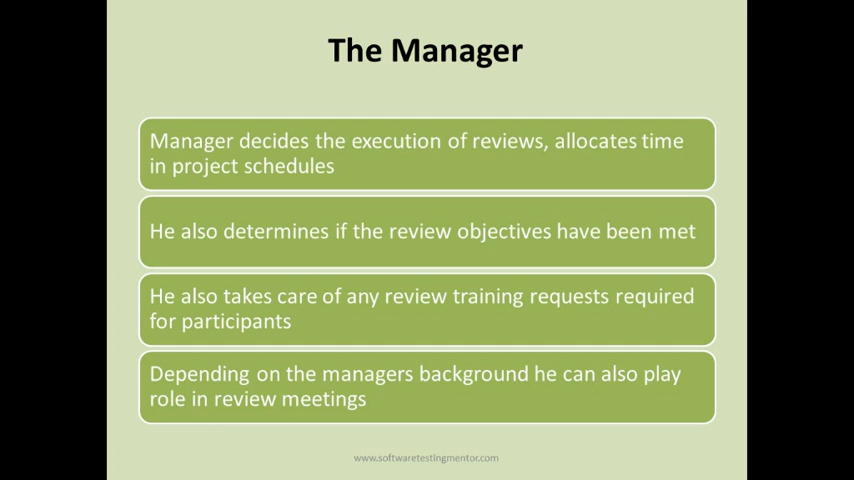 The Manager
Manager decides the execution of reviews, allocates time
in project schedules
He also determines if the review objectives have been met
He also takes care of any review training requests required
for participants
Depending on the managers background he can also play
role in review meetings
www.softwaretestingmentor.com